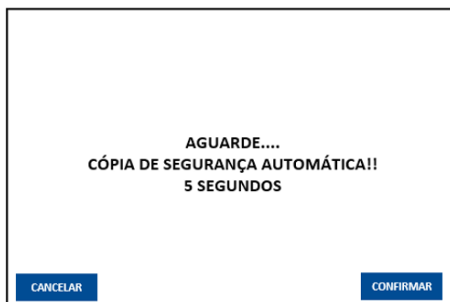 AGUARDE....
CÓPIA DE SEGURANÇA AUTOMÁTICA!!
5 SEGUNDOS
CANCELAR
CONFIRMAR